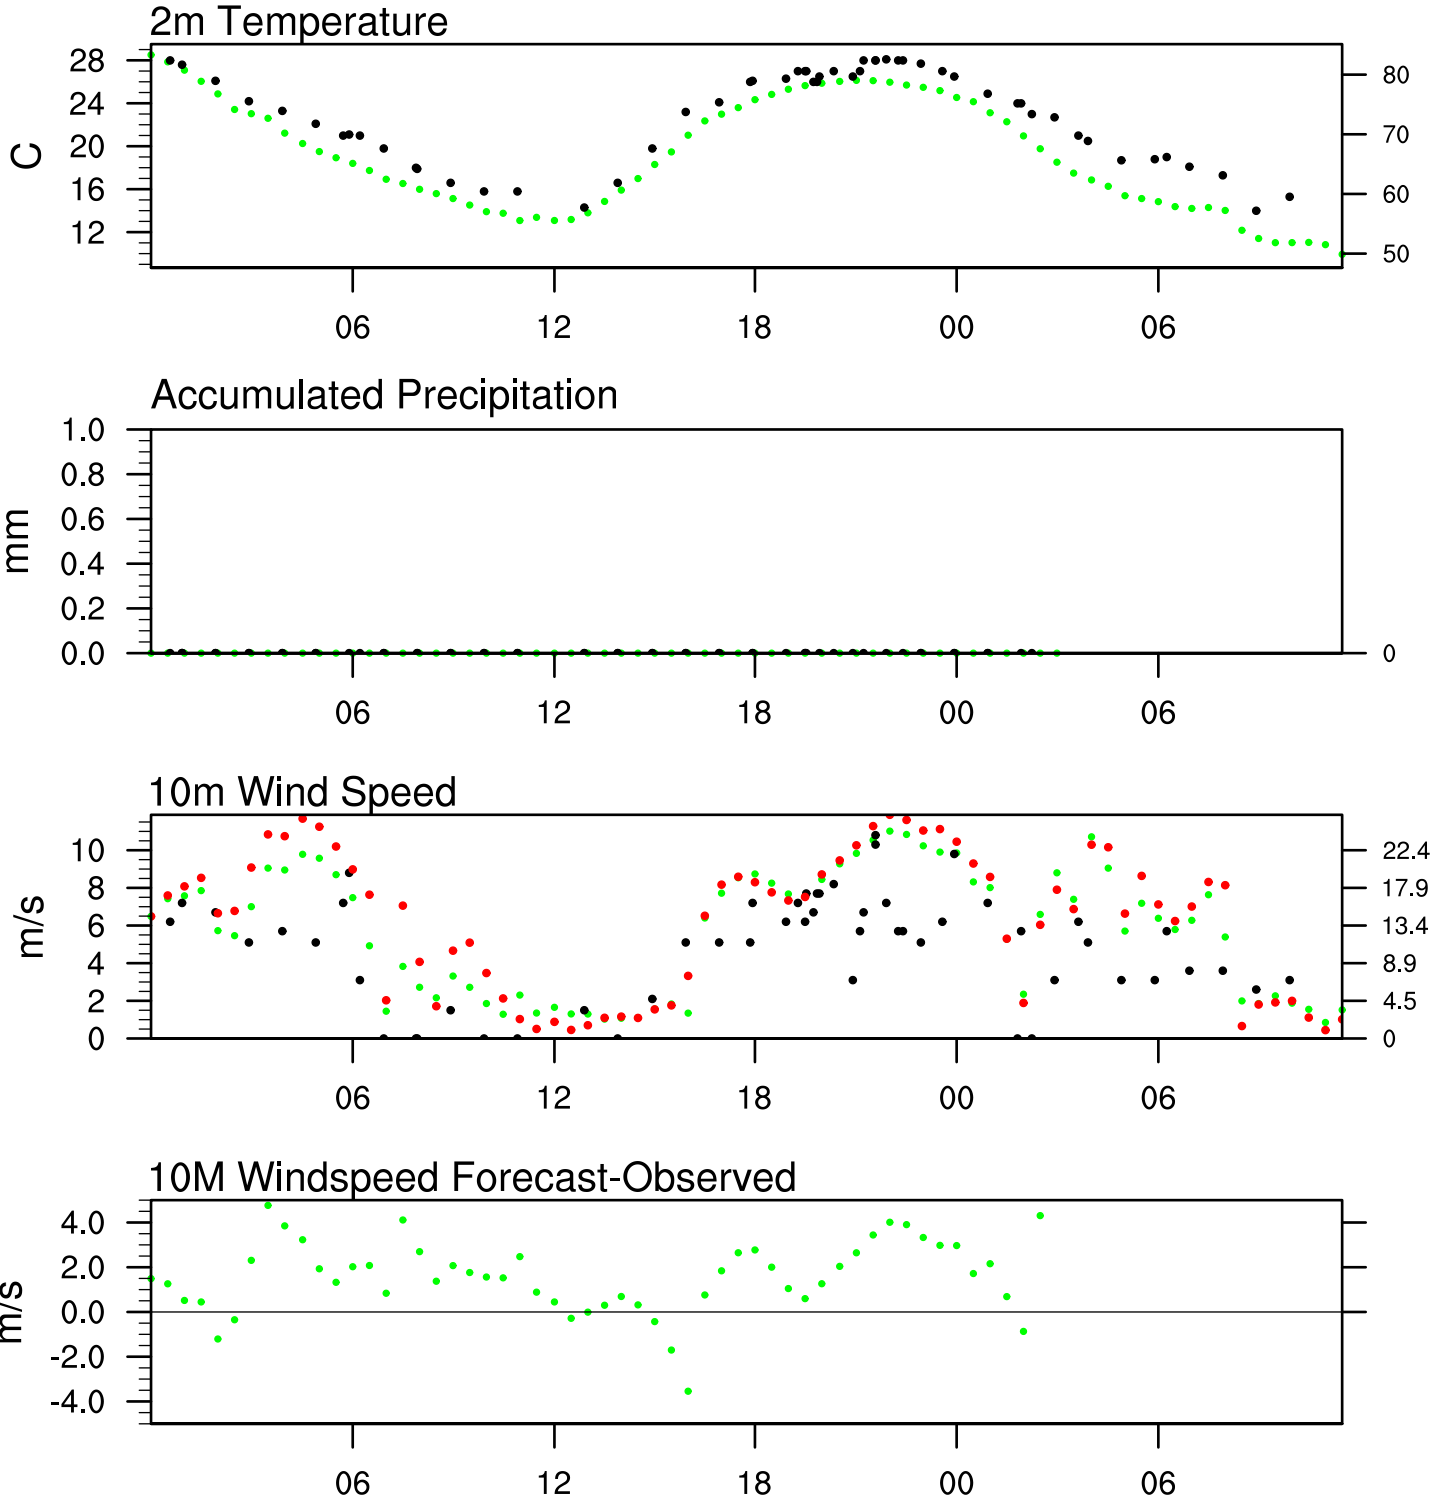 2m Temperature
28
24
20
16
12
C
80
70
60
50
06 12 18 00 06
Accumulated Precipitation
1.0
0.8
0.6
0.4
0.2
0.0
mm
0
06 12 18 00 06
10m Wind Speed
10
8
6
4
2
0
m/s
22.4
17.9
13.4
8.9
4.5
0
06 12 18 00 06
10M Windspeed Forecast-Observed
4.0
2.0
0.0
-2.0
-4.0
m/s
06 12 18 00 06